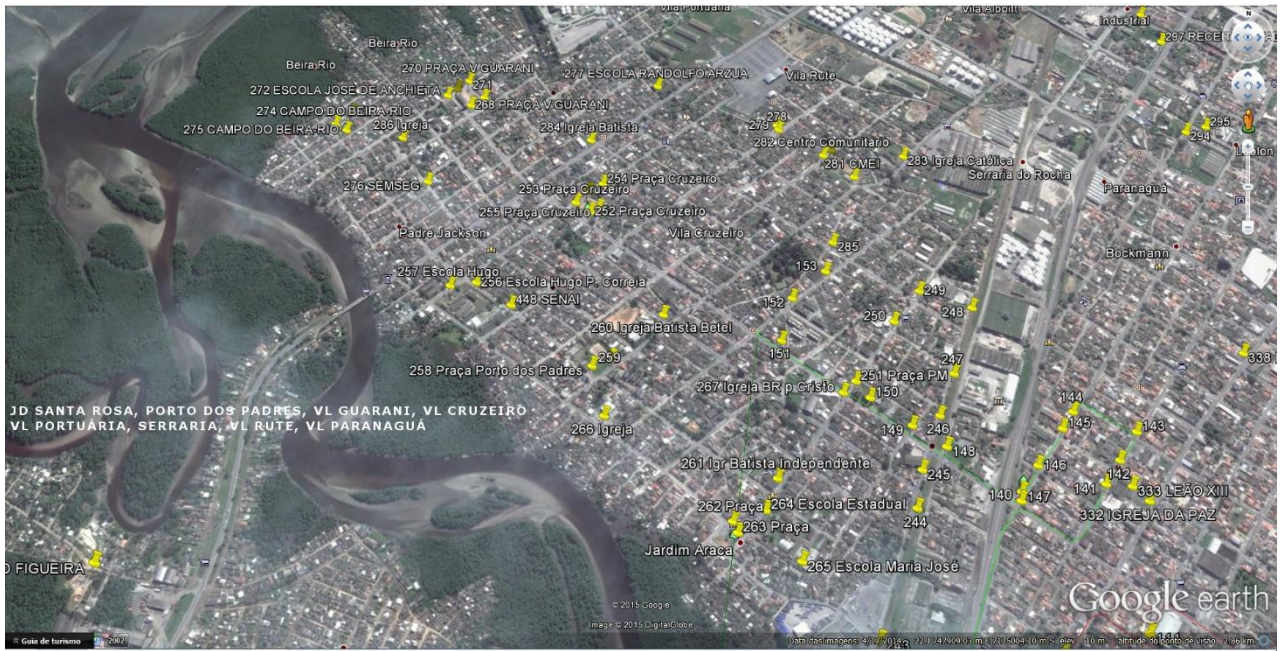 Vila Portuária
Vila Alboitt
Industrial
Beira Rio
Beira Rio
270 PRAÇA V GUARANI
277 ESCOLA RANDOLFO ARZUA
Vila Rute
272 ESCOLA JOSE DE ANCHIETA
271
268 PRAÇA V GUARANI
274 CAMPO DO BEIRA-RIO
275 CAMPO DO BEIRA-RIO
286 Igreja
284 Igreja Batista
278
279
295
294
282 Centro Comunitário
281 CMEI
283 Igreja Católica
Serraria do Rocha
276 SEMSEG
254 Praça Cruzeiro
253 Praça Cruzeiro
255 Praça Cruzeiro
252 Praça Cruzeiro
Paranaguá
Padre Jackson
Vila Cruzeiro
285
Bockmann
257 Escola Hugo
256 Escola Hugo P. Correia
153
448 SENAI
152
249
248
260 Igreja Batista Betel
250
151
259
258 Praça Porto dos Padres
247
338
267 Igreja BR p Cristo
251 Praça PM
150
JD SANTA ROSA, PORTO DOS PADRES, VL GUARANI, VL CRUZEIRO
VL PORTUÁRIA, SERRARIA, VL RUTE, VL PARANAGUÁ
266 Igreja
144
145
143
149
246
148
261 Igr Batista Independente
245
146
142
141
140
147
333 LEÃO XIII
332 IGREJA DA PAZ
262 Praça
264 Escola Estadual
244
263 Praça
Jardim Araca
265 Escola Maria José
FIGUEIRA
© 2015 Google
Image © 2015 DigitalGlobe
Google earth
Guia de turismo
2002